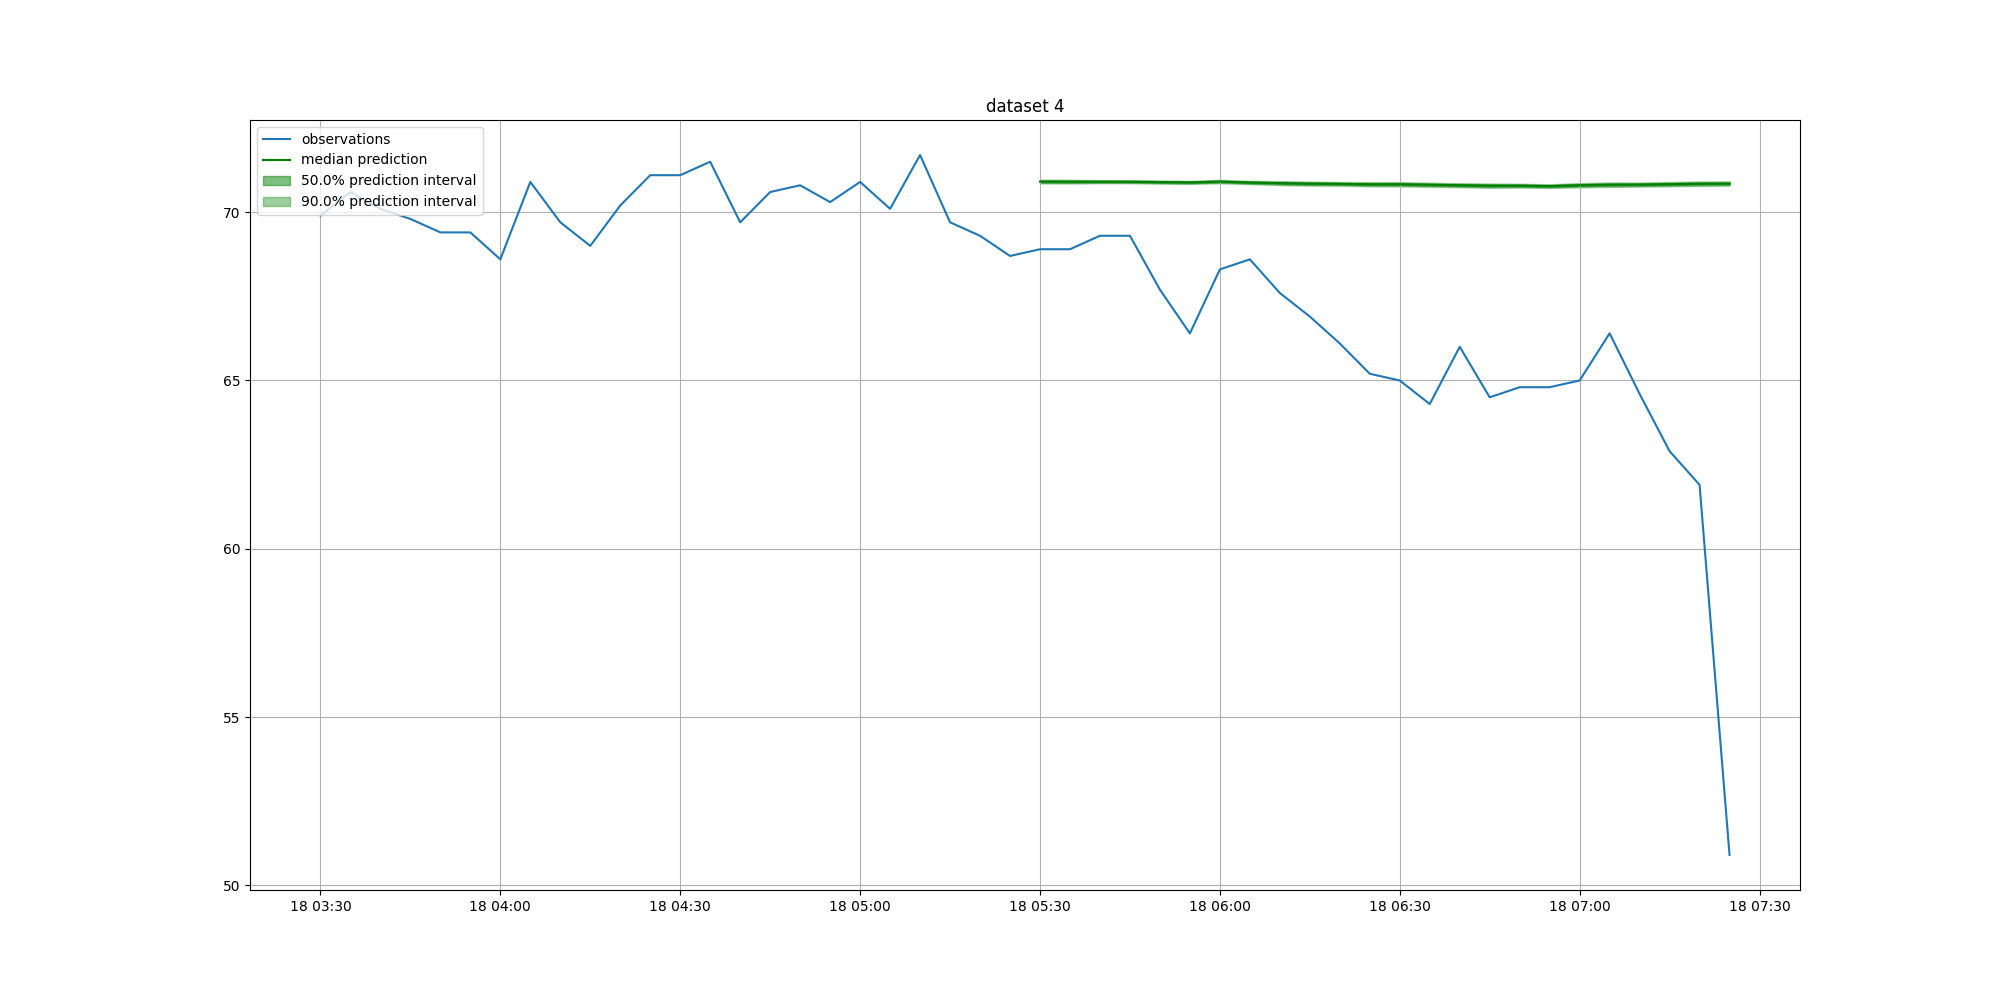 dataset 4
observations
median prediction
50.0% prediction interval
90.0% prediction interval
70
65
60
55
50
18 03:30 18 04:00 18 04:30 18 05:00 18 05:30 18 06:00 18 06:30 18 07:00 18 07:30